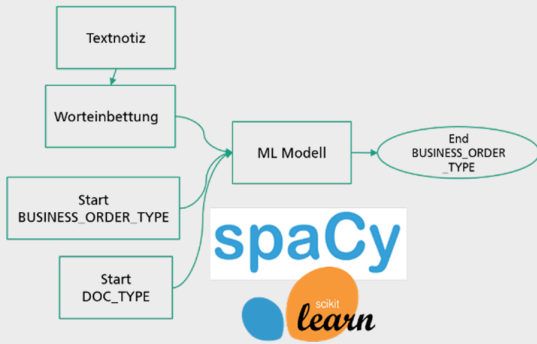 Textnotiz
Worteinbettung
ML Modell
End
BUSINESS_ORDER
_TYPE
Start
BUSINESS_ORDER_TYPE
Start
DOC_TYPE
spaCy
scikit
learn